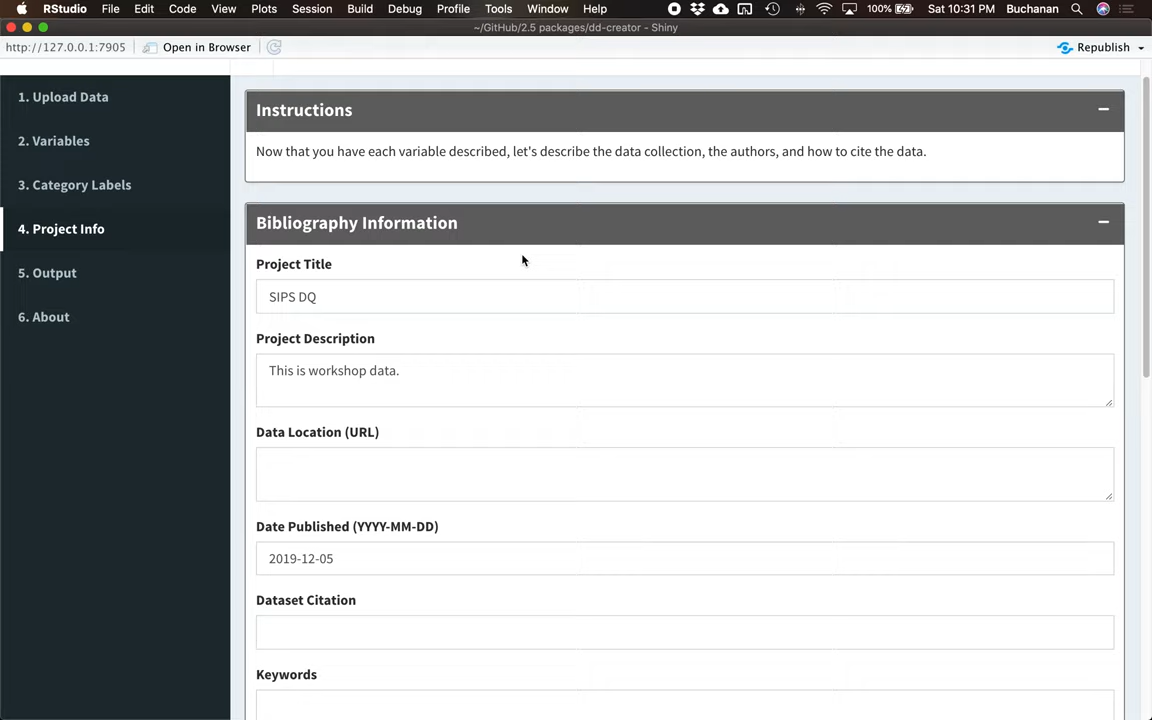 RStudio File Edit Code View Plots Session Build Debug Profile Tools Window Help 100% Sat 10:31 PM Buchanan
~/GitHub/2.5 packages/dd-creator - Shiny
http://127.0.0.1:7905 Open in Browser Republish
1. Upload Data
2. Variables
3. Category Labels
4. Project Info
5. Output
6. About
Instructions
Now that you have each variable described, let's describe the data collection, the authors, and how to cite the data.
Bibliography Information
Project Title
SIPS DQ
Project Description
This is workshop data.
Data Location (URL)
Date Published (YYYY-MM-DD)
2019-12-05
Dataset Citation
Keywords